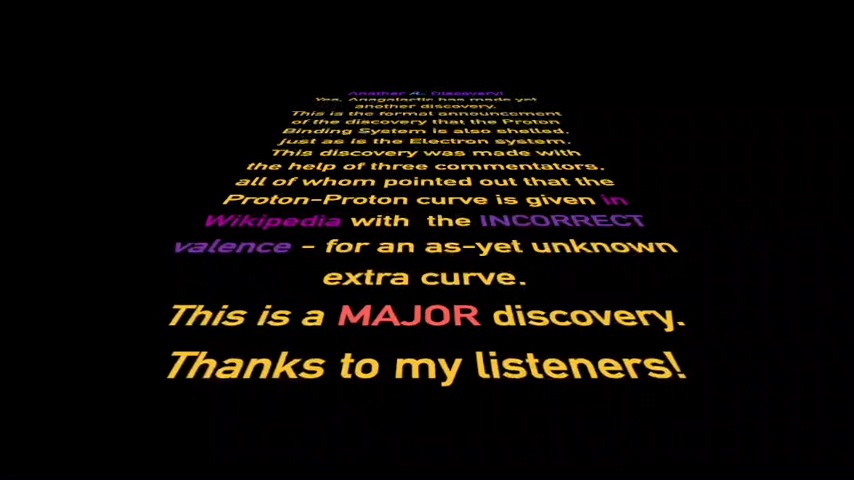 Another Discovery!
Yes, Anagalactic has made yet
another discovery.
This is the formal announcement
of the discovery that the Proton
Binding System is also shelled,
just as is the Electron system.
This discovery was made with
the help of three commentators,
all of whom pointed out that the
Proton-Proton curve is given in
Wikipedia with the INCORRECT
valence - for an as-yet unknown
extra curve.
This is a MAJOR discovery.
Thanks to my listeners!